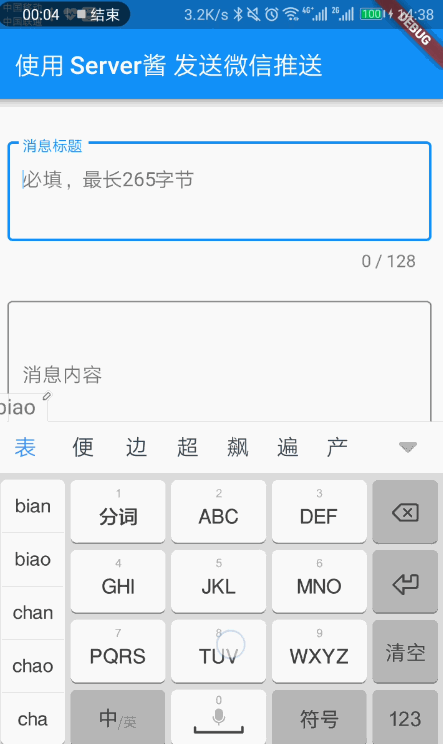 00:04 结束 3.2K/s 4G+ 2G 100 14:38
DEBUG
使用 Server酱 发送微信推送
消息标题
必填，最长265字节
0 / 128
消息内容
biao
表 便 边 超 飙 遍 产
bian
biao
chan
chao
cha
1 分词
2 ABC
3 DEF
4 GHI
5 JKL
6 MNO
7 PQRS
8 TUV
9 WXYZ
清空
中/英
0
符号
123